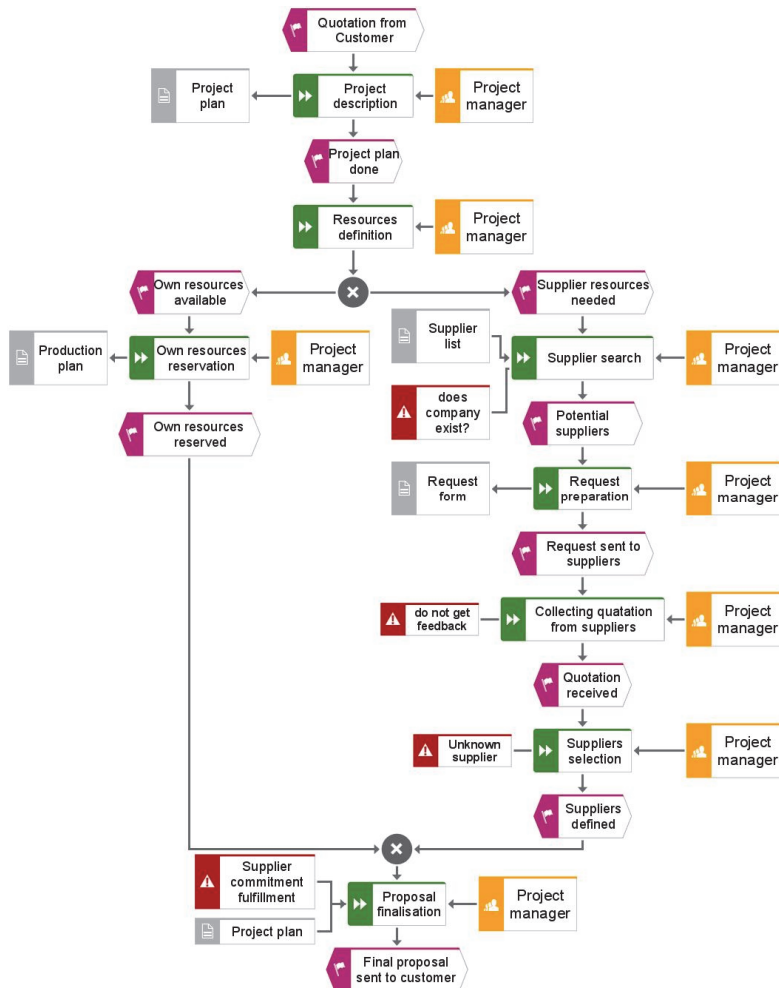 Quotation from
Customer
Project
plan
Project
description
Project
manager
Project plan
done
Resources
definition
Project
manager
Own resources
available
Supplier resources
needed
Production
plan
Own resources
reservation
Project
manager
Supplier
list
Supplier search
Project
manager
does
company
exist?
Own resources
reserved
Potential
suppliers
Request
form
Request
preparation
Project
manager
Request sent to
suppliers
do not get
feedback
Collecting quatation
from suppliers
Project
manager
Quotation
received
Unknown
supplier
Suppliers
selection
Project
manager
Suppliers
defined
Supplier
commitment
fulfillment
Project plan
Proposal
finalisation
Project
manager
Final proposal
sent to customer